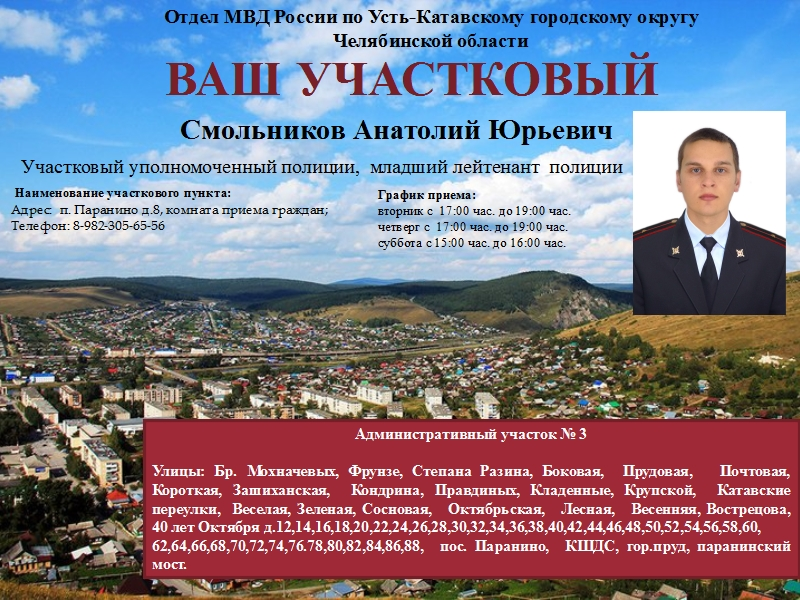 Отдел МВД России по Усть-Катавскому городскому округу
Челябинской области
ВАШ УЧАСТКОВЫЙ
Смольников Анатолий Юрьевич
Участковый уполномоченный полиции, младший лейтенант полиции
Наименование участкового пункта:
Адрес: п. Паранино д.8, комната приема граждан;
Телефон: 8-982-305-65-56
График приема:
вторник с 17:00 час. до 19:00 час.
четверг с 17:00 час. до 19:00 час.
суббота с 15:00 час. до 16:00 час.
Административный участок № 3
Улицы: Бр. Мохначевых, Фрунзе, Степана Разина, Боковая, Прудовая, Почтовая,
Короткая, Зашиханская, Кондрина, Правдиных, Кладенные, Крупской, Катавские
переулки, Веселая, Зеленая, Сосновая, Октябрьская, Лесная, Весенняя, Вострецова,
40 лет Октября д.12,14,16,18,20,22,24,26,28,30,32,34,36,38,40,42,44,46,48,50,52,54,56,58,60,
62,64,66,68,70,72,74,76.78,80,82,84,86,88, пос. Паранино, КЩДС, гор.пруд, паранинский
мост.